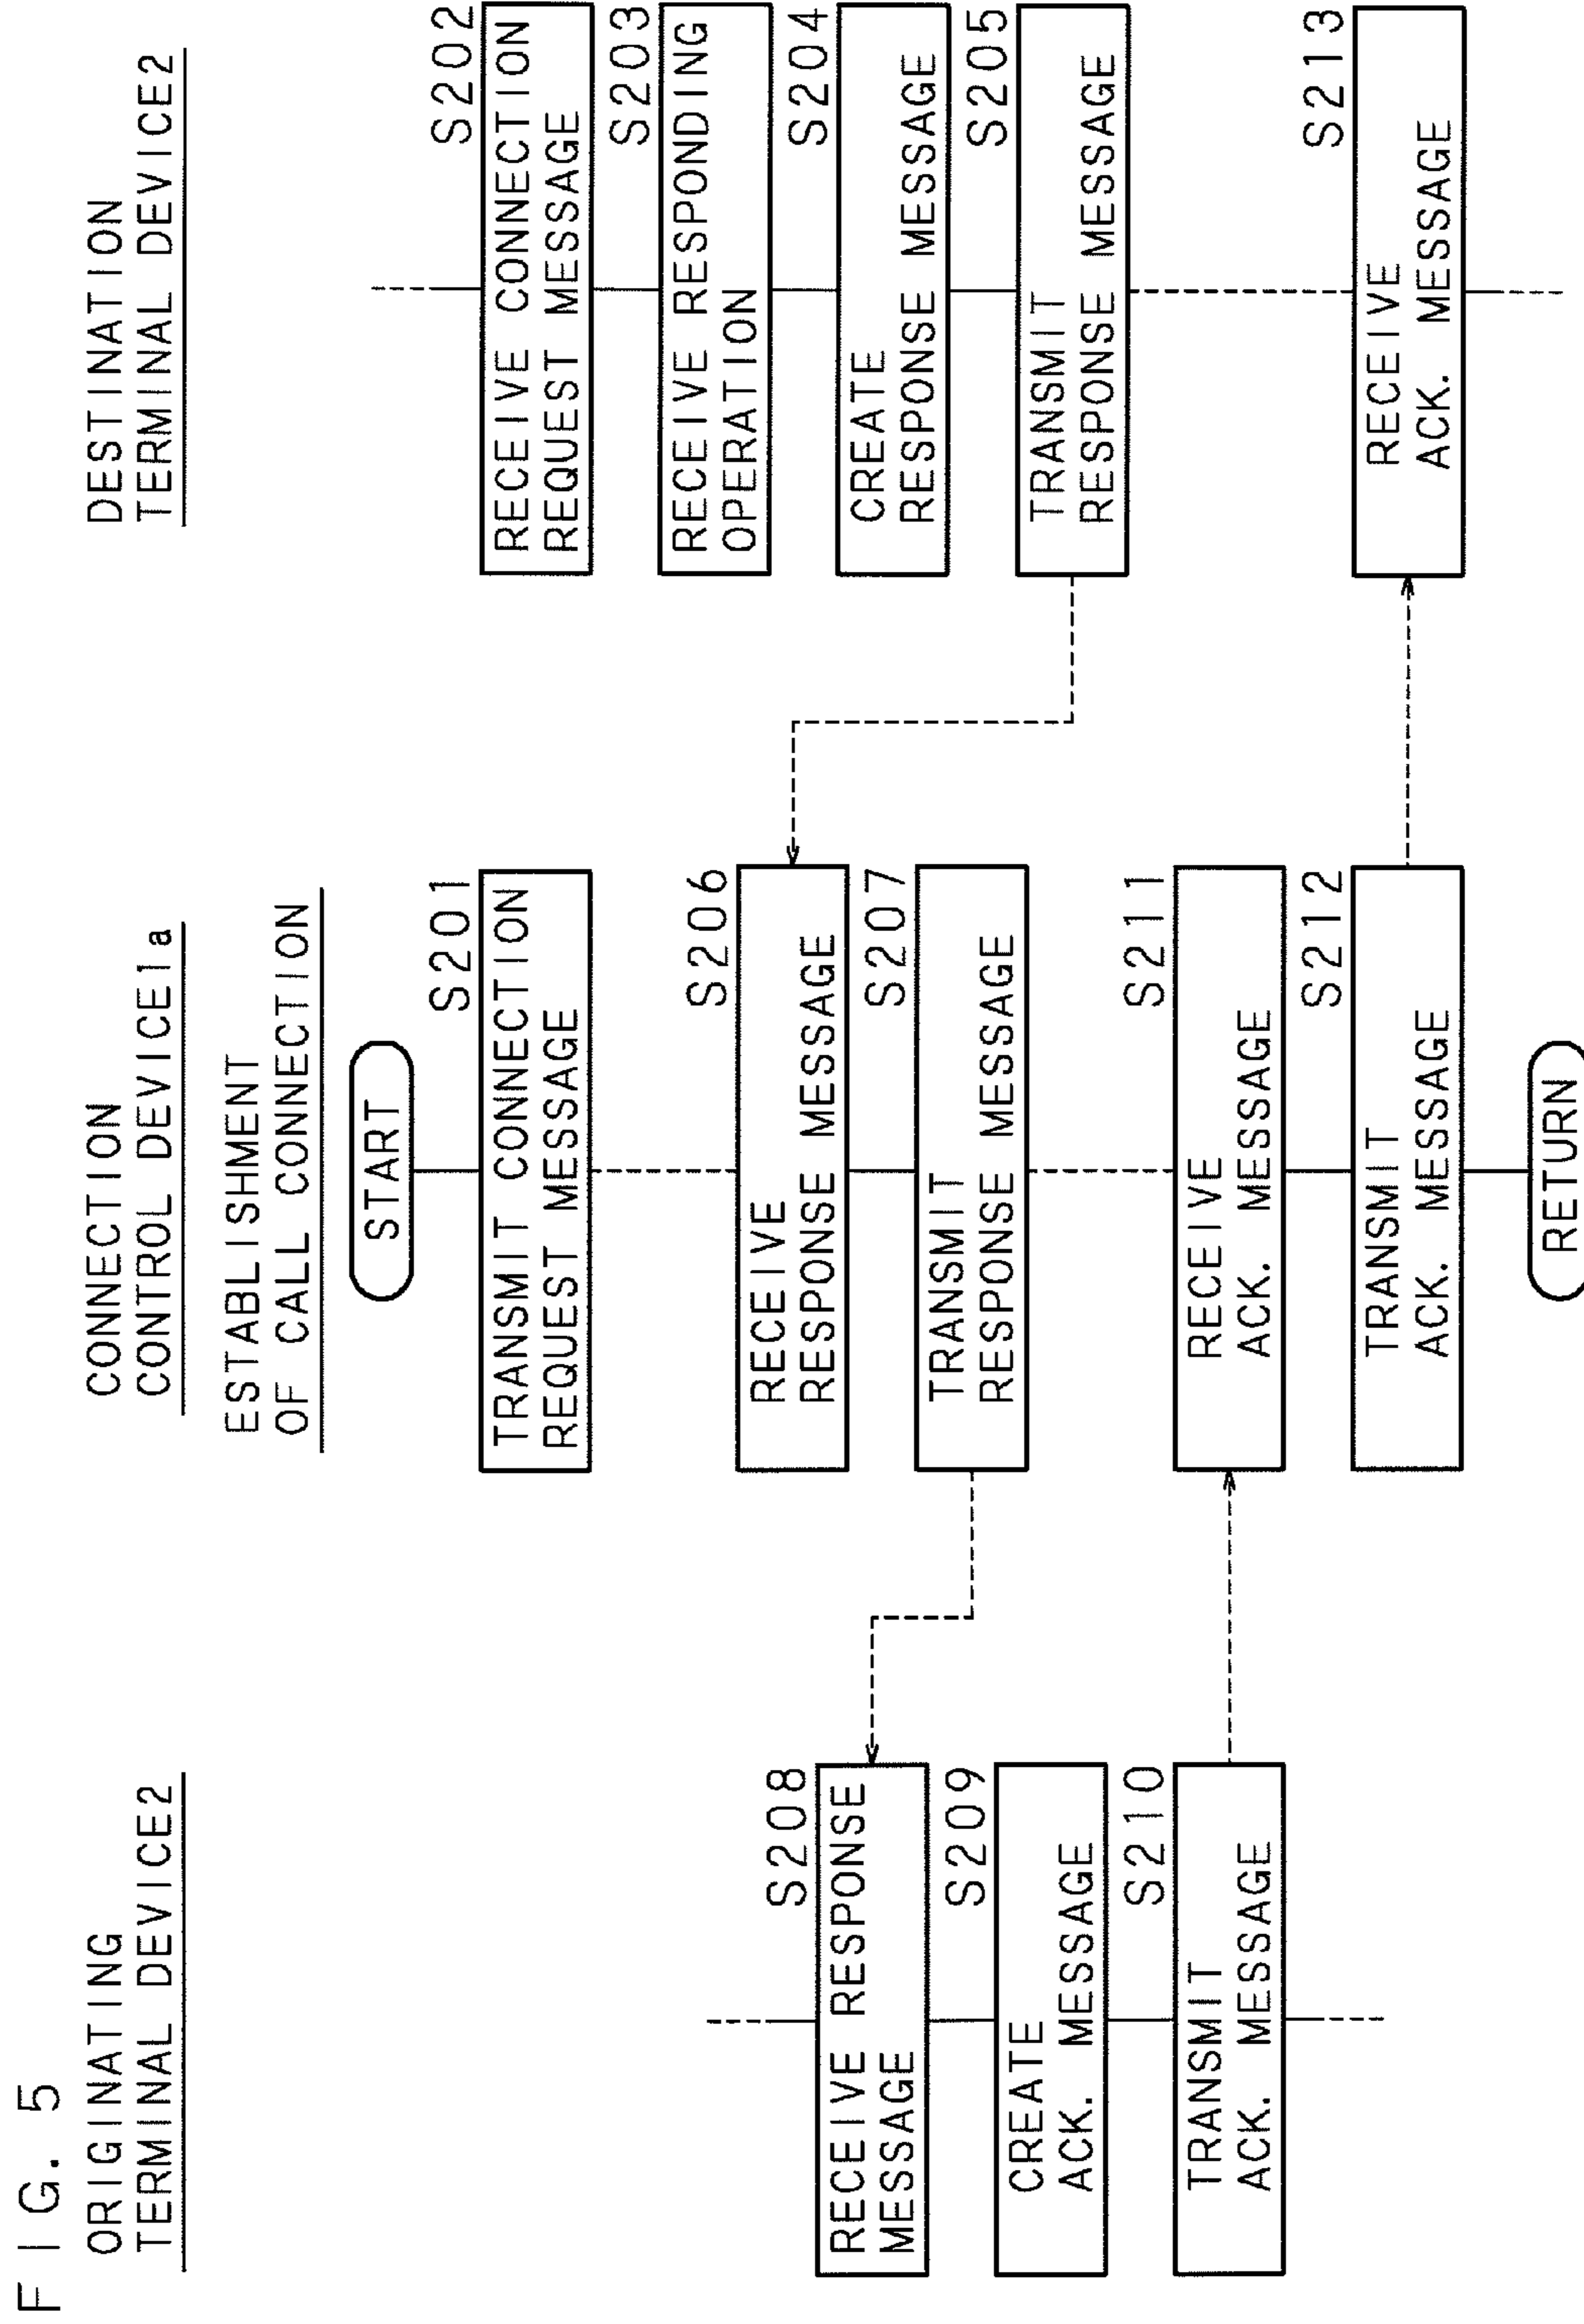 FIG. 5
ORIGINATING
TERMINAL DEVICE2
CONNECTION
CONTROL DEVICE1a
DESTINATION
TERMINAL DEVICE2
ESTABLISHMENT
OF CALL CONNECTION
START
S201
TRANSMIT CONNECTION
REQUEST MESSAGE
S202
RECEIVE CONNECTION
REQUEST MESSAGE
S203
RECEIVE RESPONDING
OPERATION
S204
CREATE
RESPONSE MESSAGE
S205
TRANSMIT
RESPONSE MESSAGE
S206
RECEIVE
RESPONSE MESSAGE
S207
TRANSMIT
RESPONSE MESSAGE
S208
RECEIVE RESPONSE
MESSAGE
S209
CREATE
ACK. MESSAGE
S210
TRANSMIT
ACK. MESSAGE
S211
RECEIVE
ACK. MESSAGE
S212
TRANSMIT
ACK. MESSAGE
S213
RECEIVE
ACK. MESSAGE
RETURN